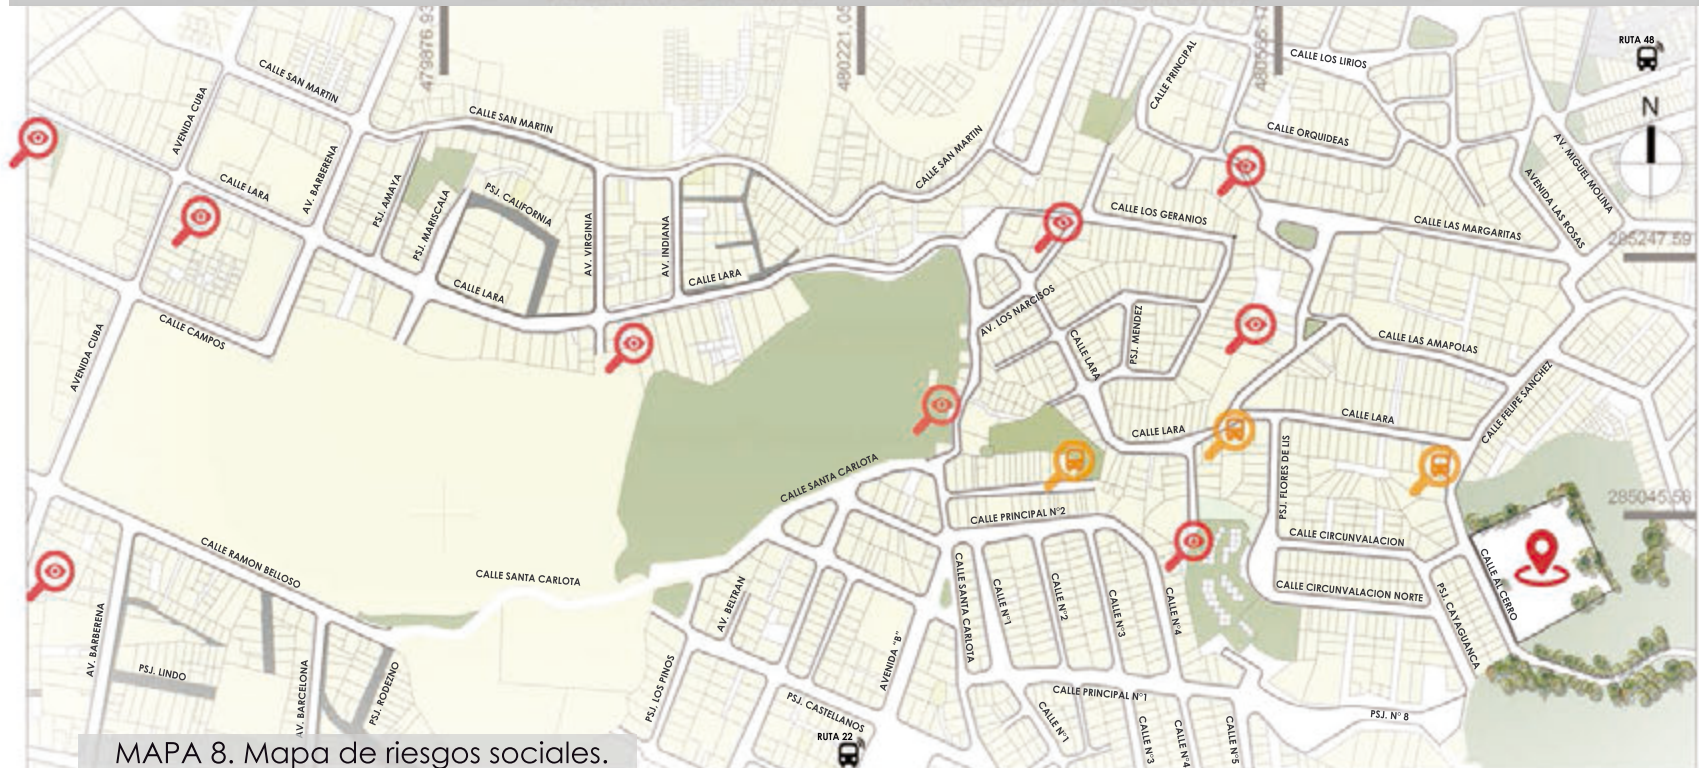 479876.93
480221.05
RUTA 48
CALLE PRINCIPAL
CALLE LOS LIRIOS
CALLE SAN MARTIN
N
AVENIDA CUBA
CALLE SAN MARTIN
CALLE ORQUIDEAS
AV. MIGUEL MOLINA
CALLE SAN MARTIN
AV. BARBERENA
CALLE LARA
PSJ. AMAYA
PSJ. MARISCALA
PSJ. CALIFORNIA
AV. VIRGINIA
AV. INDIANA
CALLE LOS GERANIOS
CALLE LAS MARGARITAS
AVENIDA LAS ROSAS
285247.59
CALLE LARA
CALLE LARA
AV. LOS NARCISOS
CALLE CAMPOS
AVENIDA CUBA
CALLE LARA
PSJ. MENDEZ
CALLE LAS AMAPOLAS
CALLE FELIPE SANCHEZ
CALLE LARA
CALLE LARA
PSJ. FLORES DE LIS
CALLE SANTA CARLOTA
285045.56
CALLE PRINCIPAL N°2
CALLE CIRCUNVALACION
CALLE RAMON BELLOSO
CALLE SANTA CARLOTA
CALLE CIRCUNVALACION NORTE
CALLE AL CERRO
PSJ. CAYAGUANCA
AV. BELTRAN
CALLE SANTA CARLOTA
CALLE N°1
CALLE N°2
CALLE N°3
CALLE N°4
AV. BARBERENA
PSJ. LINDO
AV. BARCELONA
PSJ. RODEZNO
PSJ. LOS PINOS
AVENIDA "B"
PSJ. CASTELLANOS
CALLE PRINCIPAL N°1
CALLE N°1
CALLE N°3
CALLE N°4
CALLE N°5
PSJ. N° 8
RUTA 22
MAPA 8. Mapa de riesgos sociales.